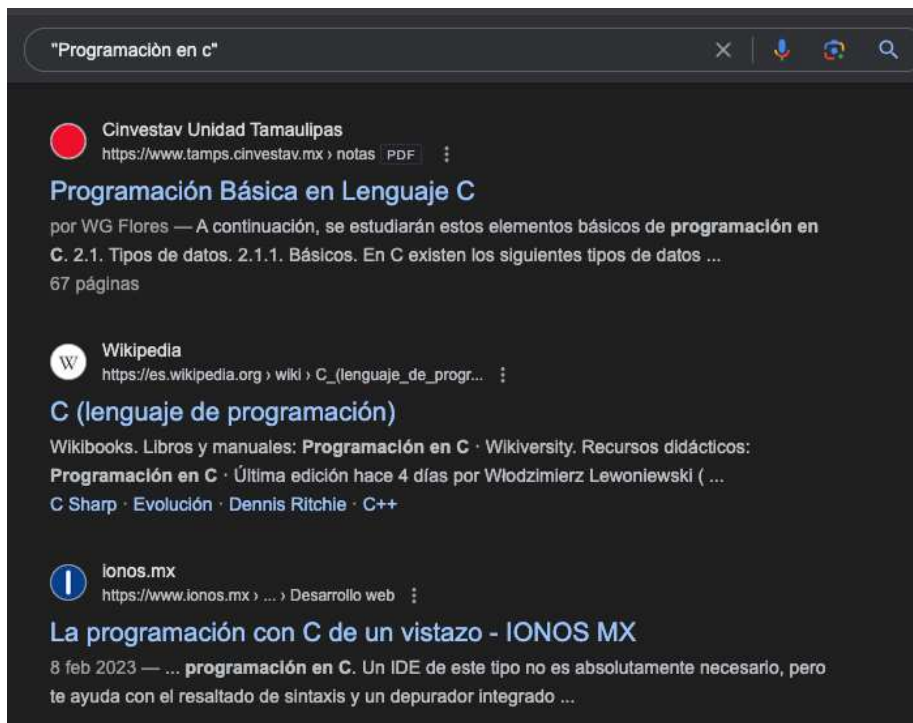 "Programaciòn en c"
Cinvestav Unidad Tamaulipas
https://www.tamps.cinvestav.mx › notas PDF
Programación Básica en Lenguaje C
por WG Flores — A continuación, se estudiarán estos elementos básicos de programación en
C. 2.1. Tipos de datos. 2.1.1. Básicos. En C existen los siguientes tipos de datos ...
67 páginas
W
Wikipedia
https://es.wikipedia.org › wiki › C_(lenguaje_de_progr...
C (lenguaje de programación)
Wikibooks. Libros y manuales: Programación en C · Wikiversity. Recursos didácticos:
Programación en C · Última edición hace 4 días por Włodzimierz Lewoniewski ( ...
C Sharp · Evolución · Dennis Ritchie · C++
ionos.mx
https://www.ionos.mx › ... › Desarrollo web
La programación con C de un vistazo - IONOS MX
8 feb 2023 — ... programación en C. Un IDE de este tipo no es absolutamente necesario, pero
te ayuda con el resaltado de sintaxis y un depurador integrado ...